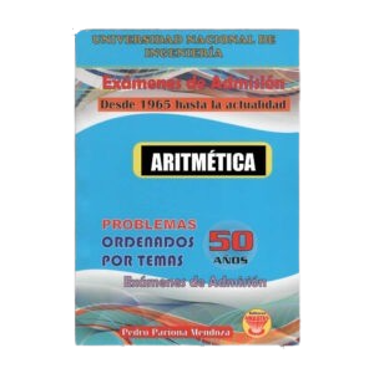 UNIVERSIDAD NACIONAL DE
INGENIERÍA
Exámenes de Admisión
Desde 1965 hasta la actualidad
ARITMÉTICA
PROBLEMAS
ORDENADOS
POR TEMAS
50
AÑOS
Exámenes de Admisión
Pedro Pariona Mendoza